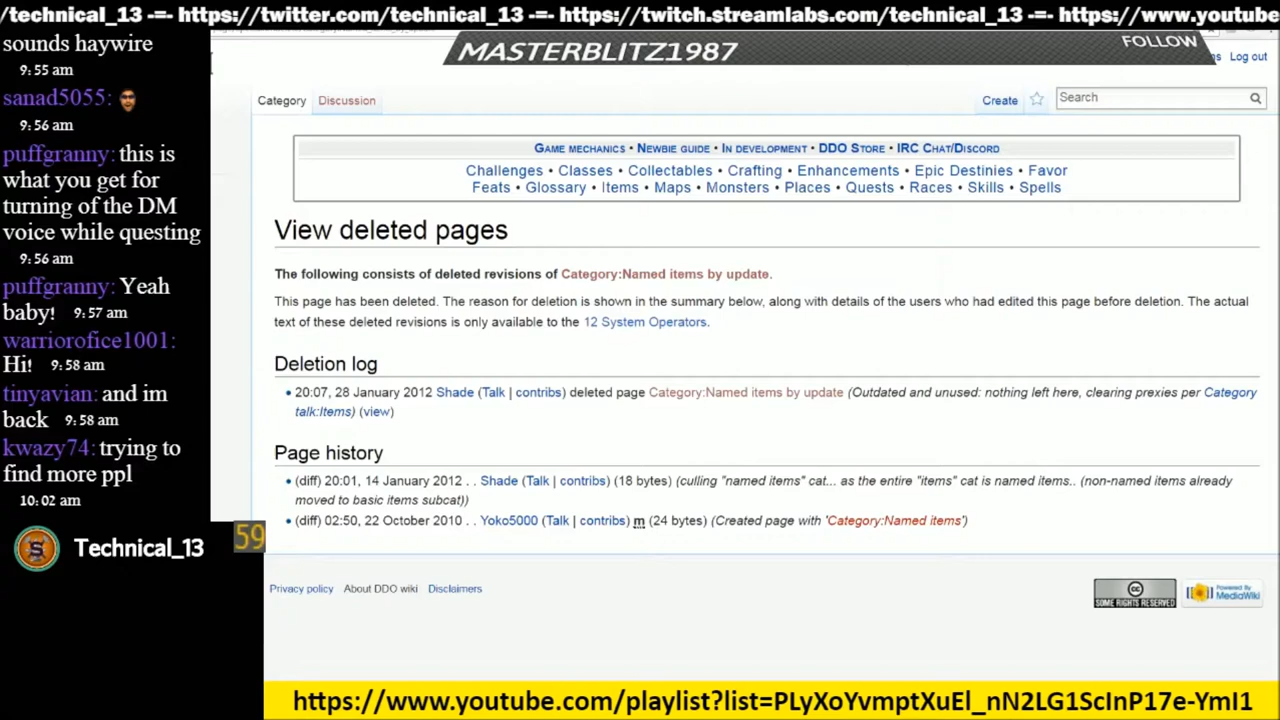 /technical_13 -=- https://twitter.com/technical_13 -=- https://twitch.streamlabs.com/technical_13 -=- https://www.youtube
sounds haywire
9:55 am
sanad5055:
9:56 am
puffgranny: this is
what you get for
turning of the DM
voice while questing
9:56 am
puffgranny: Yeah
baby! 9:57 am
warriorofice1001:
Hi! 9:58 am
tinyavian: and im
back 9:58 am
kwazy74: trying to
find more ppl
10:02 am
Technical_13
59
MASTERBLITZ1987
FOLLOW
Log out
Category Discussion
Create
Search
GAME MECHANICS • NEWBIE GUIDE • IN DEVELOPMENT • DDO STORE • IRC CHAT/DISCORD
Challenges • Classes • Collectables • Crafting • Enhancements • Epic Destinies • Favor
Feats • Glossary • Items • Maps • Monsters • Places • Quests • Races • Skills • Spells
View deleted pages
The following consists of deleted revisions of Category:Named items by update.
This page has been deleted. The reason for deletion is shown in the summary below, along with details of the users who had edited this page before deletion. The actual
text of these deleted revisions is only available to the 12 System Operators.
Deletion log
• 20:07, 28 January 2012 Shade (Talk | contribs) deleted page Category:Named items by update (Outdated and unused: nothing left here, clearing prexies per Category
talk:Items) (view)
Page history
• (diff) 20:01, 14 January 2012 . . Shade (Talk | contribs) (18 bytes) (culling "named items" cat... as the entire "items" cat is named items.. (non-named items already
moved to basic items subcat))
• (diff) 02:50, 22 October 2010 . . Yoko5000 (Talk | contribs) m (24 bytes) (Created page with 'Category:Named items')
Privacy policy About DDO wiki Disclaimers
CC
SOME RIGHTS RESERVED
Powered By
MediaWiki
https://www.youtube.com/playlist?list=PLyXoYvmptXuEl_nN2LG1ScInP17e-YmI1